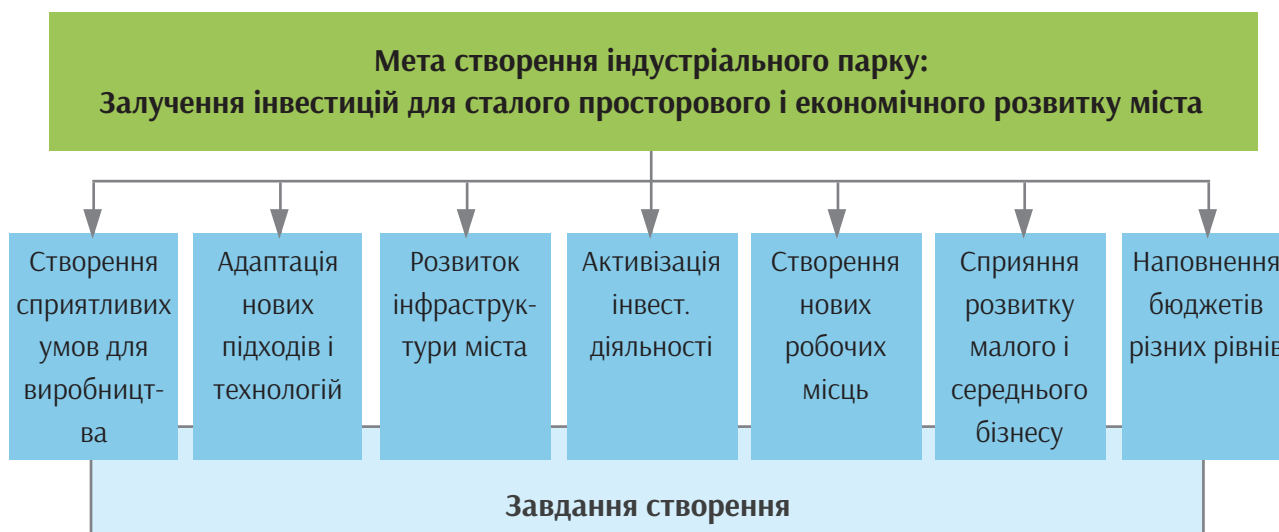 Мета створення індустріального парку:
Залучення інвестицій для сталого просторового і економічного розвитку міста
Створення
сприятливих
умов для
виробницт-
ва
Адаптація
нових
підходів і
технологій
Розвиток
інфраструк-
тури міста
Активізація
інвест.
діяльності
Створення
нових
робочих
місць
Сприяння
розвитку
малого і
середнього
бізнесу
Наповнення
бюджетів
різних рівнів
Завдання створення